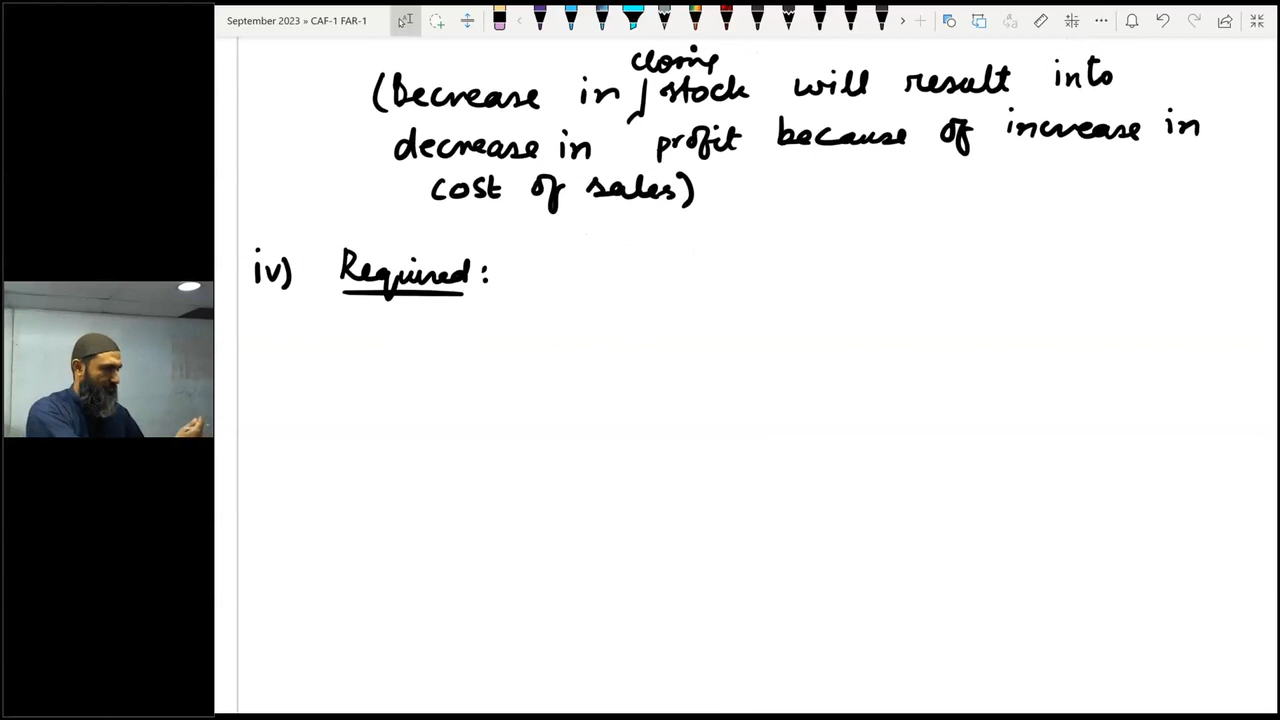 September 2023 » CAF-1 FAR-1
closing
(Decrease in stock will result into
decrease in profit because of increase in
cost of sales)
iv) Required: